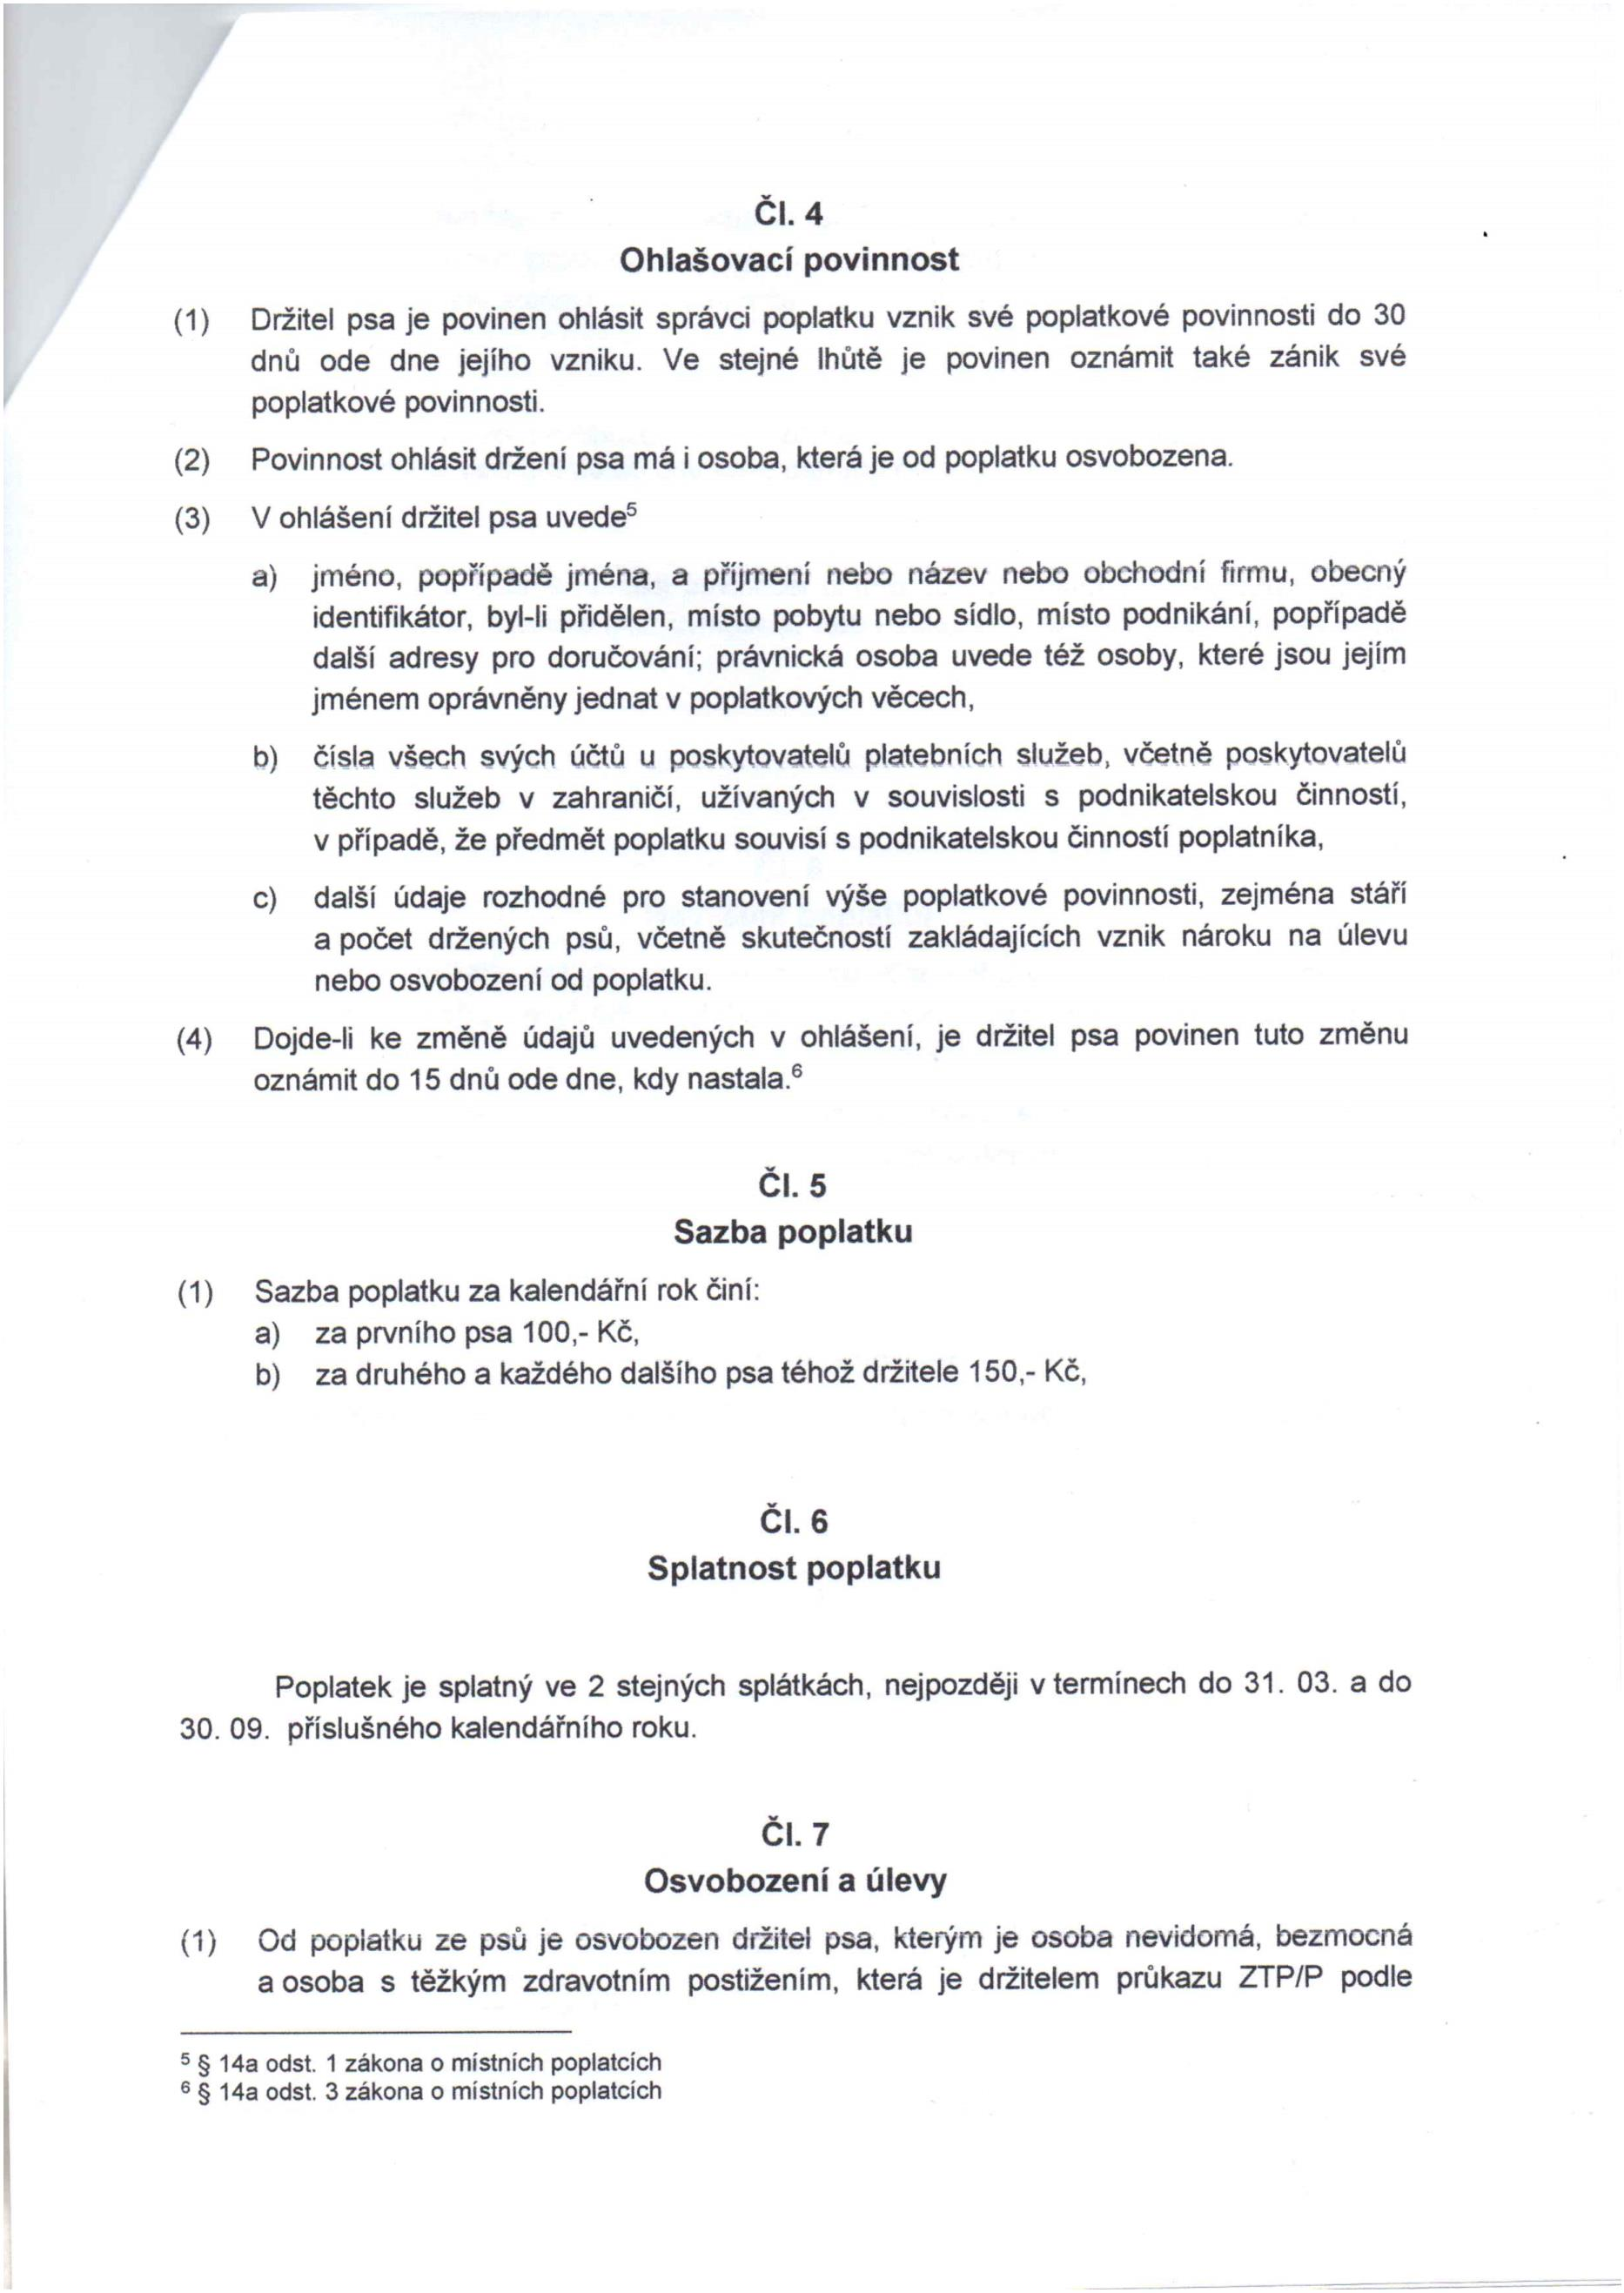 Čl. 4
Ohlašovací povinnost
(1) Držitel psa je povinen ohlásit správci poplatku vznik své poplatkové povinnosti do 30
dnů ode dne jejího vzniku. Ve stejné lhůtě je povinen oznámit také zánik své
poplatkové povinnosti.
(2) Povinnost ohlásit držení psa má i osoba, která je od poplatku osvobozena.
(3) V ohlášení držitel psa uvede⁵
a) jméno, popřípadě jména, a příjmení nebo název nebo obchodní firmu, obecný
identifikátor, byl-li přidělen, místo pobytu nebo sídlo, místo podnikání, popřípadě
další adresy pro doručování; právnická osoba uvede též osoby, které jsou jejím
jménem oprávněny jednat v poplatkových věcech,
b) čísla všech svých účtů u poskytovatelů platebních služeb, včetně poskytovatelů
těchto služeb v zahraničí, užívaných v souvislosti s podnikatelskou činností,
v případě, že předmět poplatku souvisí s podnikatelskou činností poplatníka,
c) další údaje rozhodné pro stanovení výše poplatkové povinnosti, zejména stáří
a počet držených psů, včetně skutečností zakládajících vznik nároku na úlevu
nebo osvobození od poplatku.
(4) Dojde-li ke změně údajů uvedených v ohlášení, je držitel psa povinen tuto změnu
oznámit do 15 dnů ode dne, kdy nastala.⁶
Čl. 5
Sazba poplatku
(1) Sazba poplatku za kalendářní rok činí:
a) za prvního psa 100,- Kč,
b) za druhého a každého dalšího psa téhož držitele 150,- Kč,
Čl. 6
Splatnost poplatku
Poplatek je splatný ve 2 stejných splátkách, nejpozději v termínech do 31. 03. a do
30. 09. příslušného kalendářního roku.
Čl. 7
Osvobození a úlevy
(1) Od poplatku ze psů je osvobozen držitel psa, kterým je osoba nevidomá, bezmocná
a osoba s těžkým zdravotním postižením, která je držitelem průkazu ZTP/P podle
⁵ § 14a odst. 1 zákona o místních poplatcích
⁶ § 14a odst. 3 zákona o místních poplatcích